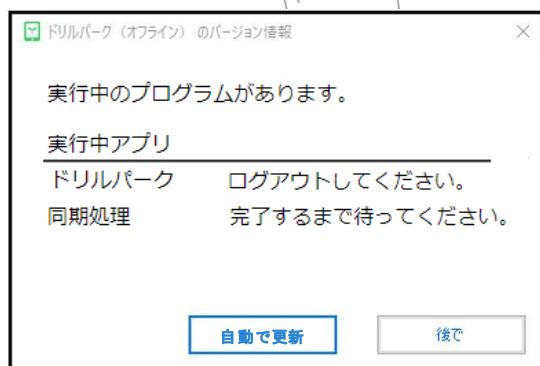 ドリルパーク（オフライン） のバージョン情報
実行中のプログラムがあります。
実行中アプリ
ドリルパーク ログアウトしてください。
同期処理 完了するまで待ってください。
自動で更新 後で